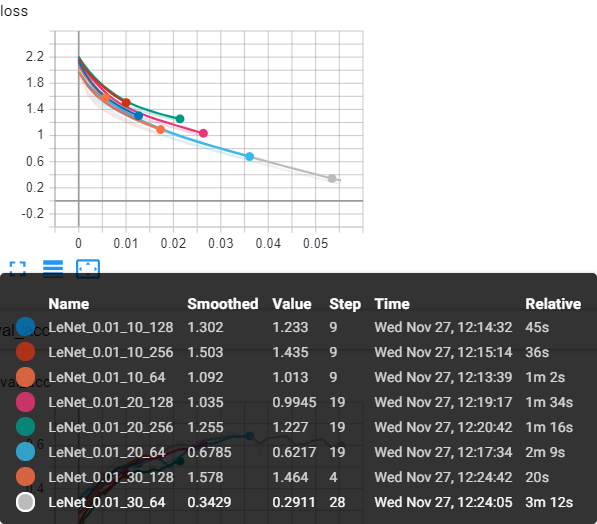 loss
2.2
1.8
1.4
1
0.6
0.2
-0.2
0 0.01 0.02 0.03 0.04 0.05
Name Smoothed Value Step Time Relative
LeNet_0.01_10_128 1.302 1.233 9 Wed Nov 27, 12:14:32 45s
LeNet_0.01_10_256 1.503 1.435 9 Wed Nov 27, 12:15:14 36s
LeNet_0.01_10_64 1.092 1.013 9 Wed Nov 27, 12:13:39 1m 2s
LeNet_0.01_20_128 1.035 0.9945 19 Wed Nov 27, 12:19:17 1m 34s
LeNet_0.01_20_256 1.255 1.227 19 Wed Nov 27, 12:20:42 1m 16s
LeNet_0.01_20_64 0.6785 0.6217 19 Wed Nov 27, 12:17:34 2m 9s
LeNet_0.01_30_128 1.578 1.464 4 Wed Nov 27, 12:24:42 20s
LeNet_0.01_30_64 0.3429 0.2911 28 Wed Nov 27, 12:24:05 3m 12s